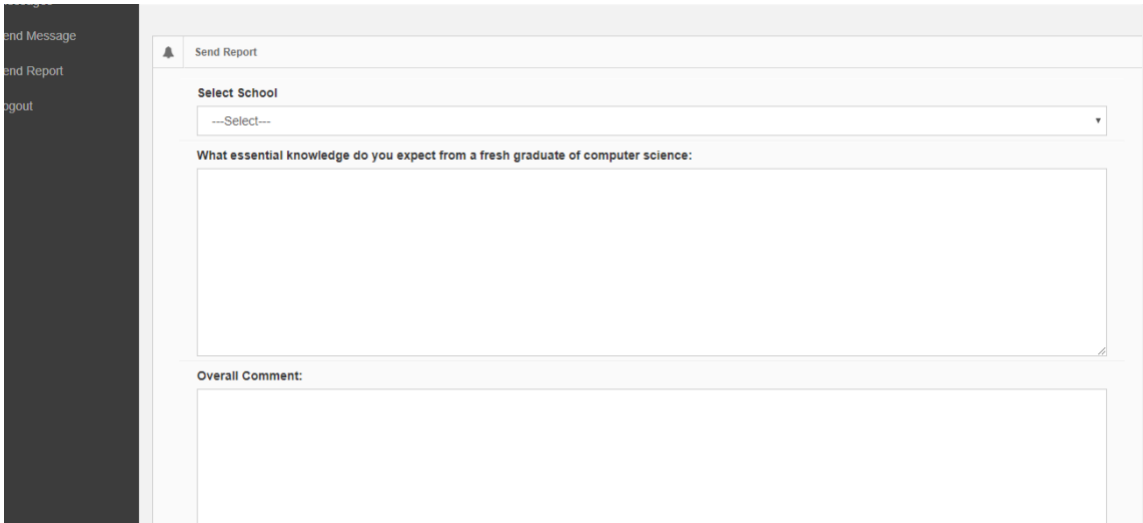 end Message
end Report
ogout
Send Report
Select School
---Select---
What essential knowledge do you expect from a fresh graduate of computer science:
Overall Comment: